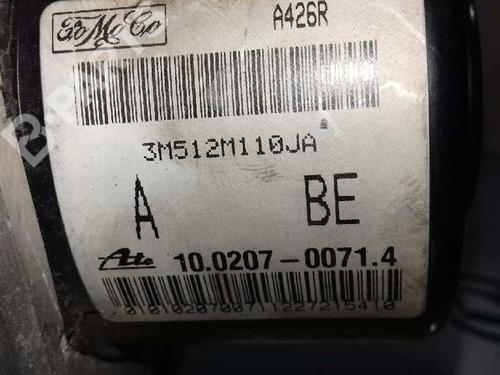 FoMoCo A426R
3M512M110JA
A BE
Ate 10.0207-0071.4